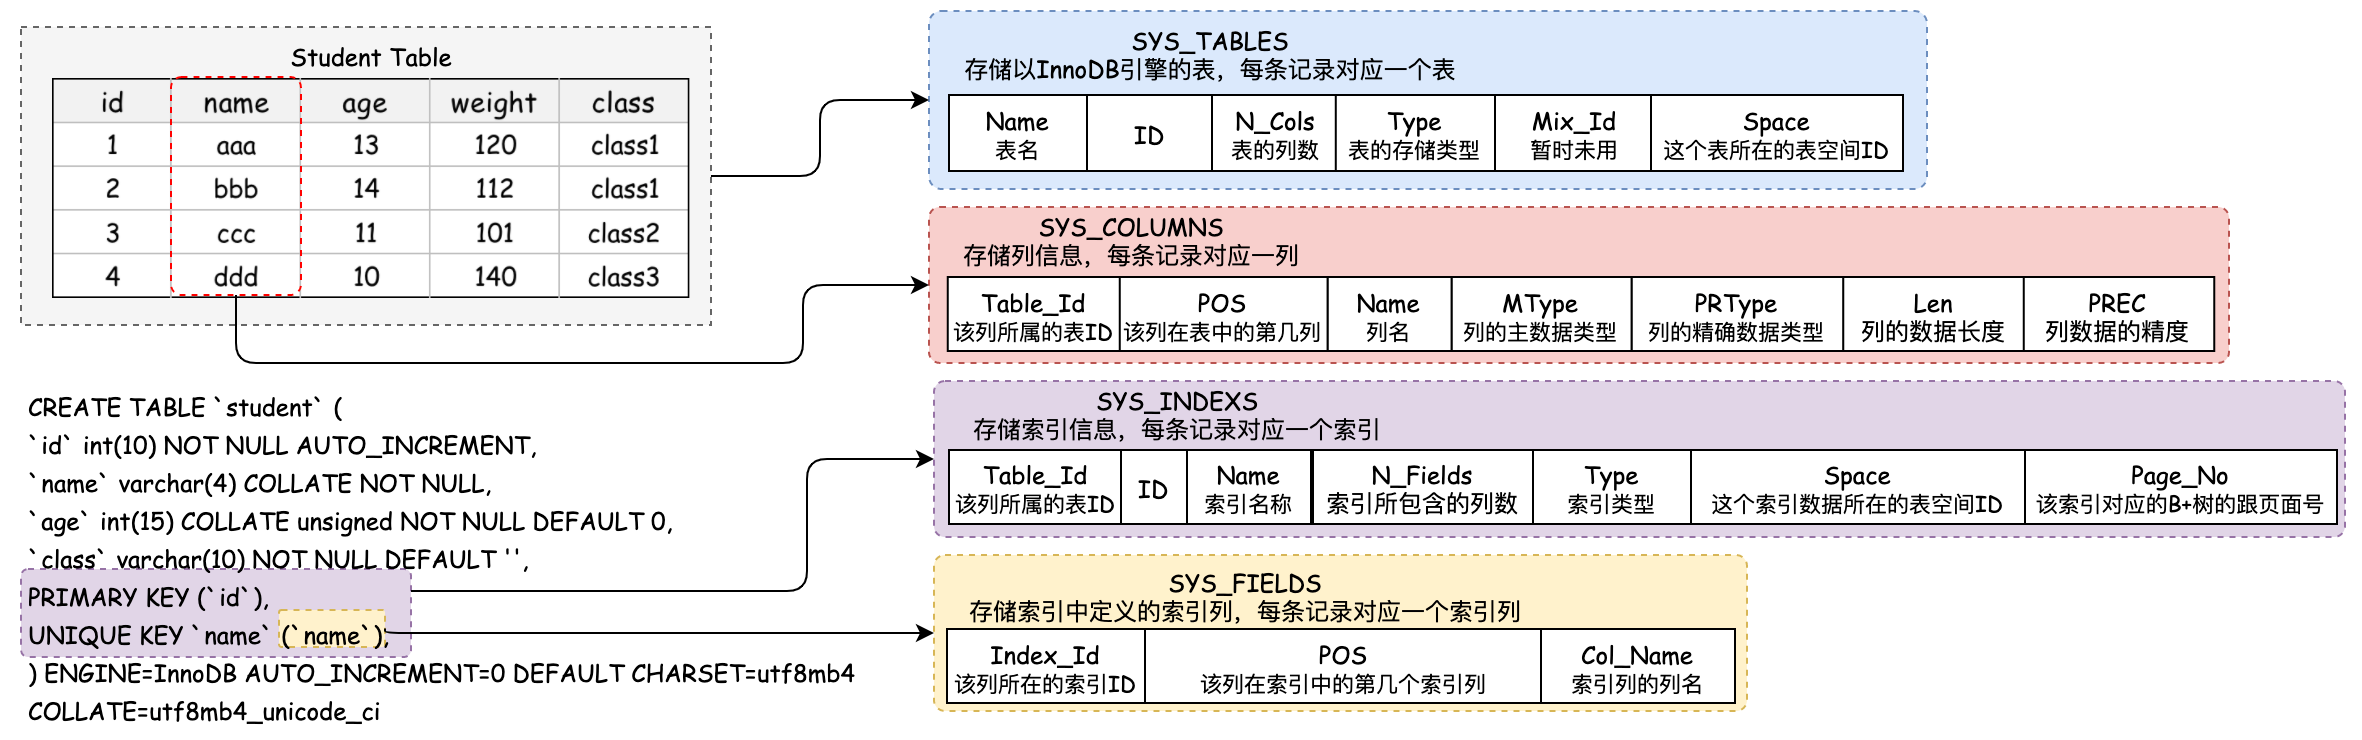 Student Table
id name age weight class
1 aaa 13 120 class1
2 bbb 14 112 class1
3 ccc 11 101 class2
4 ddd 10 140 class3
CREATE TABLE `student` (
`id` int(10) NOT NULL AUTO_INCREMENT,
`name` varchar(4) COLLATE NOT NULL,
`age` int(15) COLLATE unsigned NOT NULL DEFAULT 0,
`class` varchar(10) NOT NULL DEFAULT '',
PRIMARY KEY (`id`),
UNIQUE KEY `name` (`name`),
) ENGINE=InnoDB AUTO_INCREMENT=0 DEFAULT CHARSET=utf8mb4
COLLATE=utf8mb4_unicode_ci
SYS_TABLES
存储以InnoDB引擎的表，每条记录对应一个表
Name ID N_Cols Type Mix_Id Space
表名 表的列数 表的存储类型 暂时未用 这个表所在的表空间ID
SYS_COLUMNS
存储列信息，每条记录对应一列
Table_Id POS Name MType PRType Len PREC
该列所属的表ID 该列在表中的第几列 列名 列的主数据类型 列的精确数据类型 列的数据长度 列数据的精度
SYS_INDEXS
存储索引信息，每条记录对应一个索引
Table_Id ID Name N_Fields Type Space Page_No
该列所属的表ID 索引名称 索引所包含的列数 索引类型 这个索引数据所在的表空间ID 该索引对应的B+树的跟页面号
SYS_FIELDS
存储索引中定义的索引列，每条记录对应一个索引列
Index_Id POS Col_Name
该列所在的索引ID 该列在索引中的第几个索引列 索引列的列名